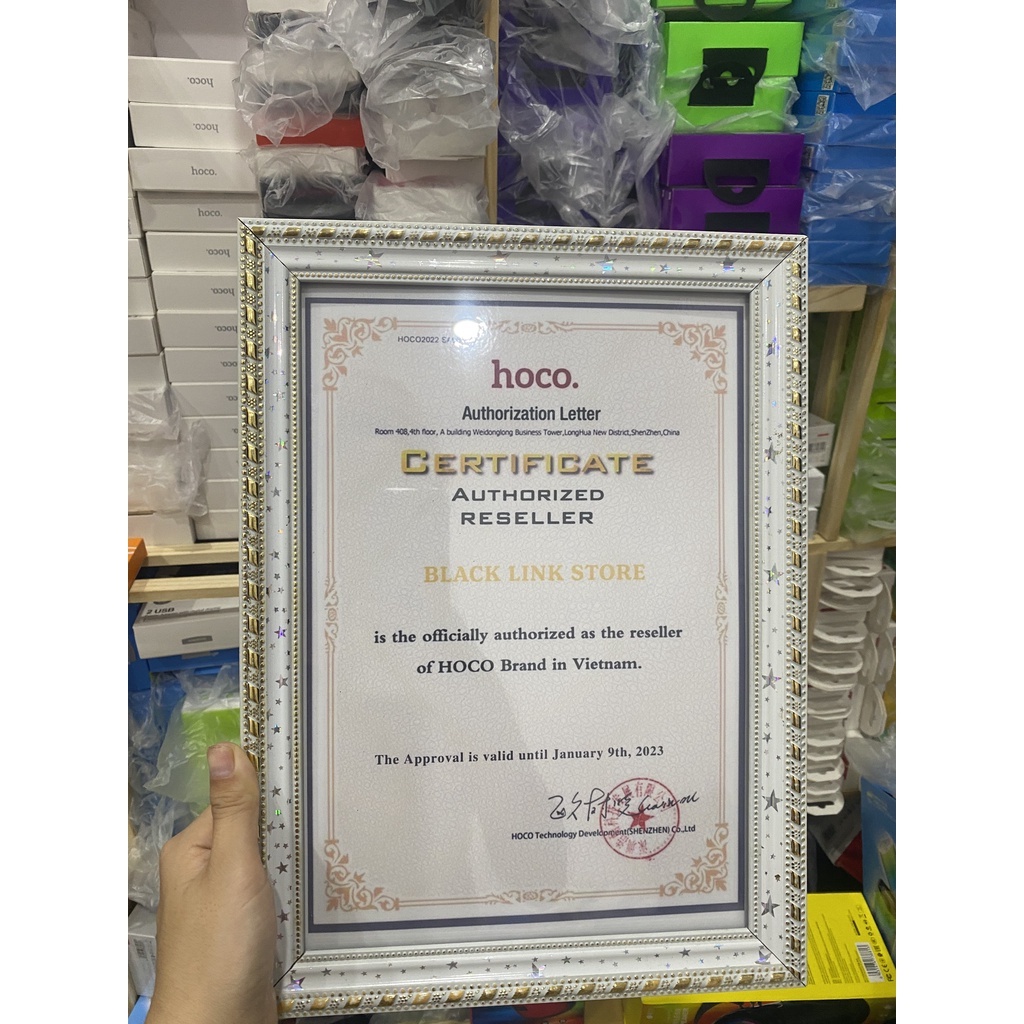 hoco.
hoco.
hoco.
hoco.
hoco.
hoco.
2 USB
HOCO2022
hoco.
Authorization Letter
Room 408,4th floor, A building Weidonglong Business Tower,LongHua New District,ShenZhen,China
CERTIFICATE
AUTHORIZED
RESELLER
BLACK LINK STORE
is the officially authorized as the reseller
of HOCO Brand in Vietnam.
The Approval is valid until January 9th, 2023
HOCO Technology Development(SHENZHEN) Co.,Ltd